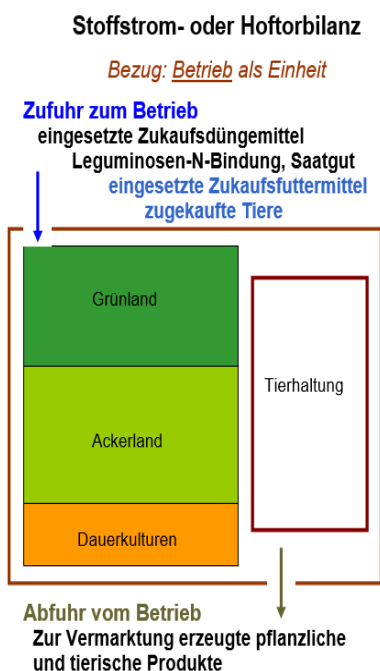 Stoffstrom- oder Hoftorbilanz
Bezug: Betrieb als Einheit
Zufuhr zum Betrieb
eingesetzte Zukaufsdüngemittel
Leguminosen-N-Bindung, Saatgut
eingesetzte Zukaufsfuttermittel
zugekaufte Tiere
Grünland
Tierhaltung
Ackerland
Dauerkulturen
Abfuhr vom Betrieb
Zur Vermarktung erzeugte pflanzliche
und tierische Produkte